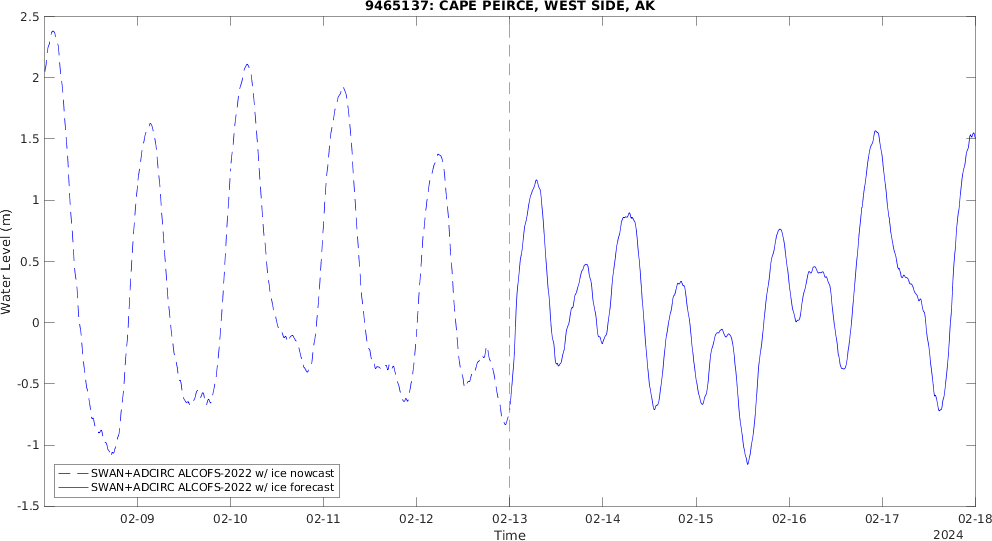 9465137: CAPE PEIRCE, WEST SIDE, AK
2.5
2
1.5
1
0.5
0
-0.5
-1
-1.5
Water Level (m)
SWAN+ADCIRC ALCOFS-2022 w/ ice nowcast
SWAN+ADCIRC ALCOFS-2022 w/ ice forecast
02-09 02-10 02-11 02-12 02-13 02-14 02-15 02-16 02-17 02-18
Time
2024